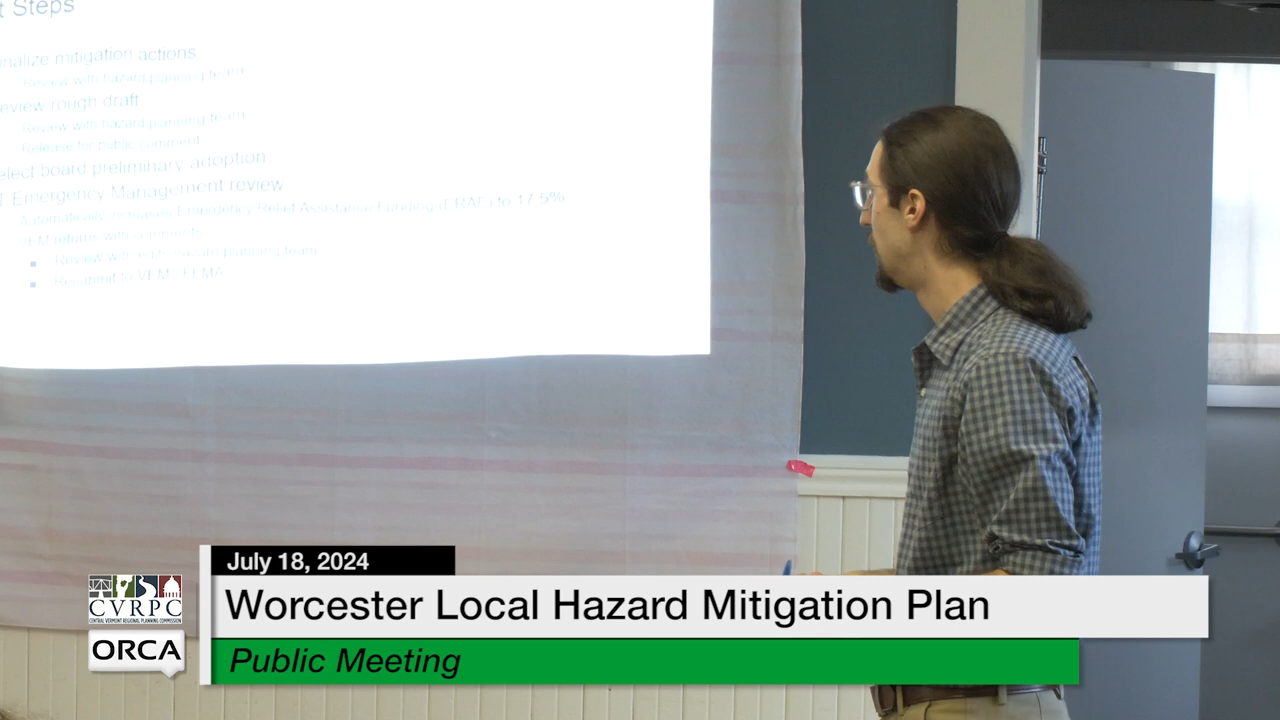 t Steps
nalize mitigation actions
Review with hazard planning team
eview rough draft
Review with hazard planning team
Release for public comment
elect board preliminary adoption
T Emergency Management review
Automatically increases Emergency Relief Assistance Funding (ERAF) to 17.5%
VEM returns with comments
Review with hazard planning team
Resubmit to VEM / FEMA
July 18, 2024
CVRPC
CENTRAL VERMONT REGIONAL PLANNING COMMISSION
Worcester Local Hazard Mitigation Plan
ORCA
Public Meeting